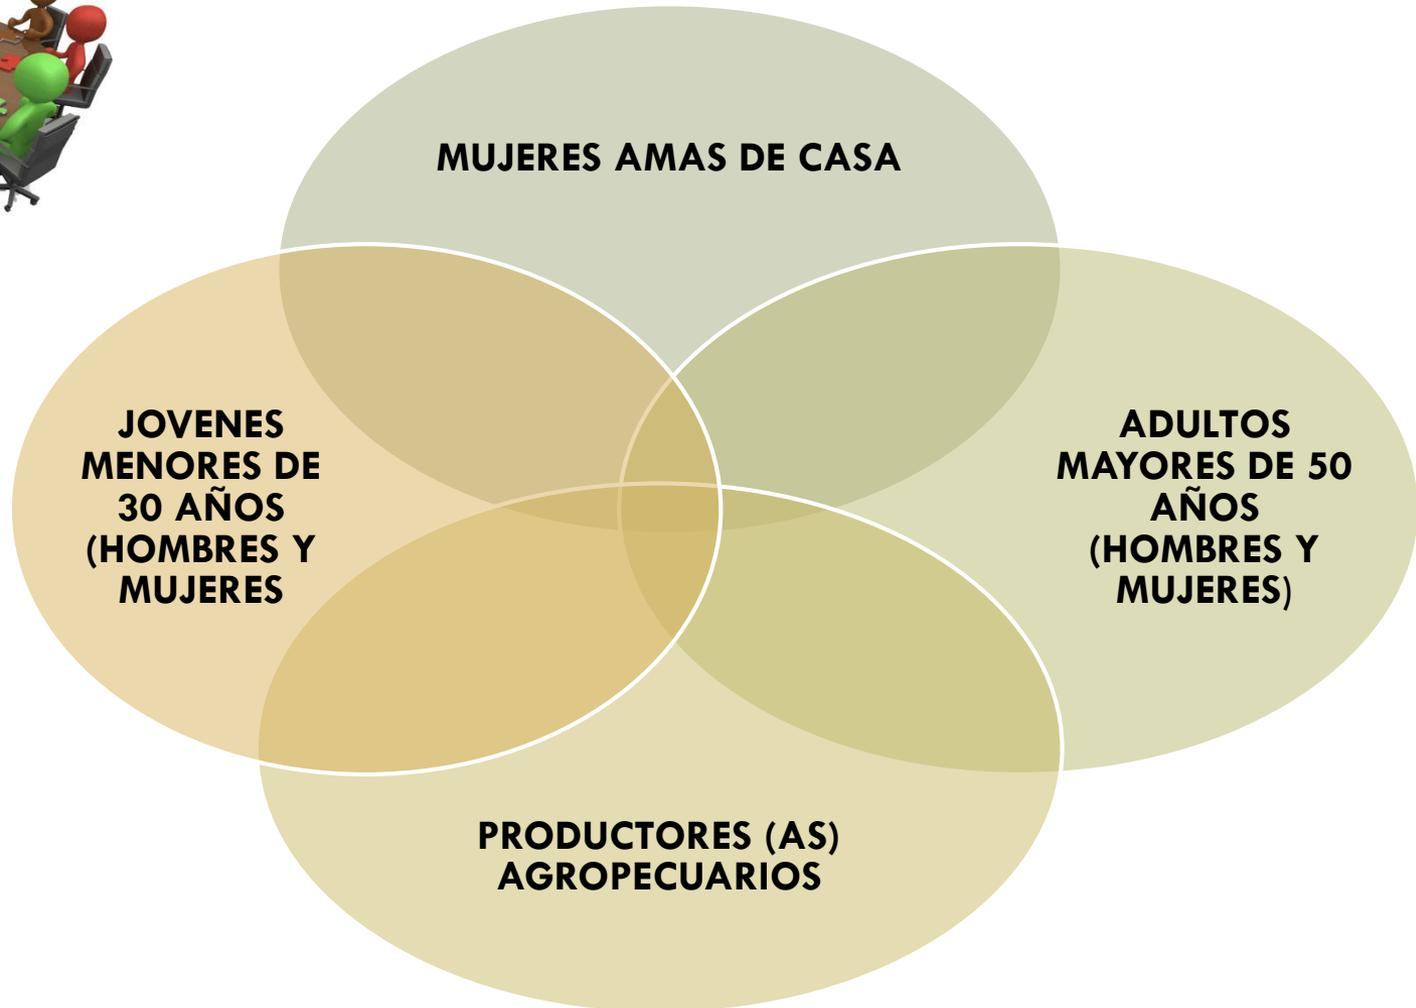 MUJERES AMAS DE CASA
JOVENES
MENORES DE
30 AÑOS
(HOMBRES Y
MUJERES
ADULTOS
MAYORES DE 50
AÑOS
(HOMBRES Y
MUJERES)
PRODUCTORES (AS)
AGROPECUARIOS